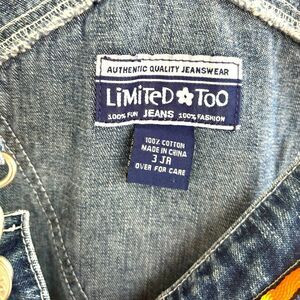 AUTHENTIC QUALITY JEANSWEAR
LiMiTeD TOO
100% FUN JEANS 100% FASHION
100% COTTON
MADE IN CHINA
3 JR
OVER FOR CARE